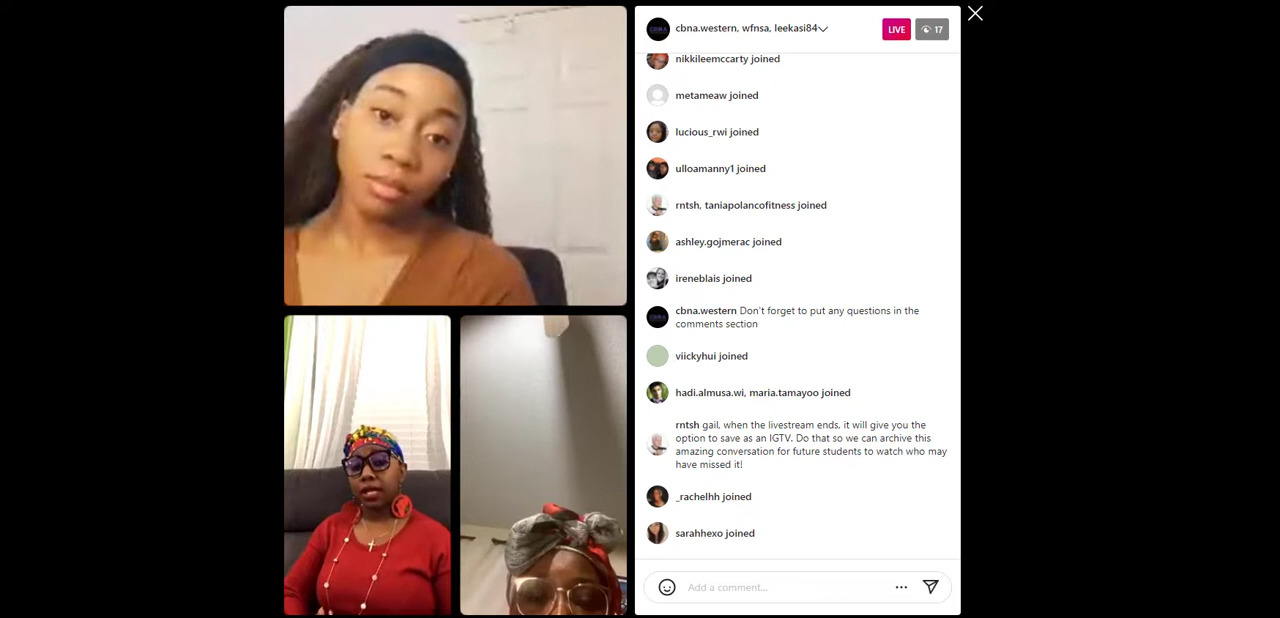 cbna.western, wfnsa, leekasi84
LIVE
17
nikkileemccarty joined
metameaw joined
lucious_rwi joined
ulloamanny1 joined
rntsh, taniapolancofitness joined
ashley.gojmerac joined
ireneblais joined
cbna.western Don't forget to put any questions in the
comments section
viickyhui joined
hadi.almusa.wi, maria.tamayoo joined
rntsh gail, when the livestream ends, it will give you the
option to save as an IGTV. Do that so we can archive this
amazing conversation for future students to watch who may
have missed it!
_rachelhh joined
sarahhexo joined
Add a comment...